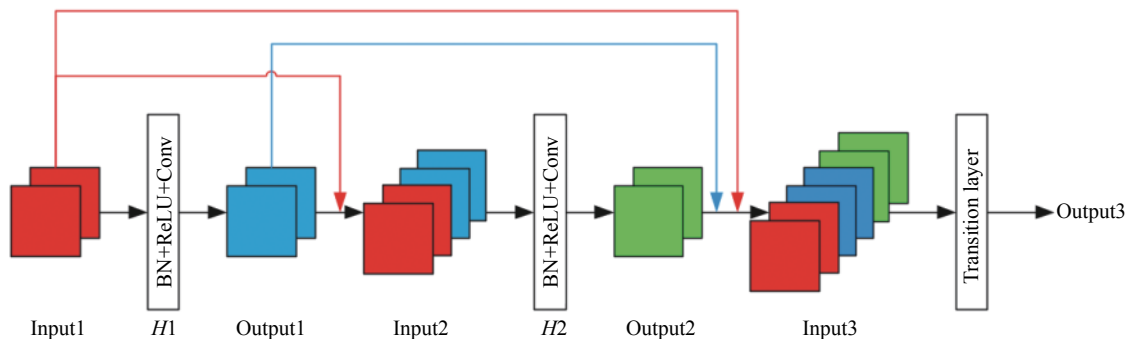 BN+ReLU+Conv
BN+ReLU+Conv
Transition layer
Output3
Input1
H1
Output1
Input2
H2
Output2
Input3